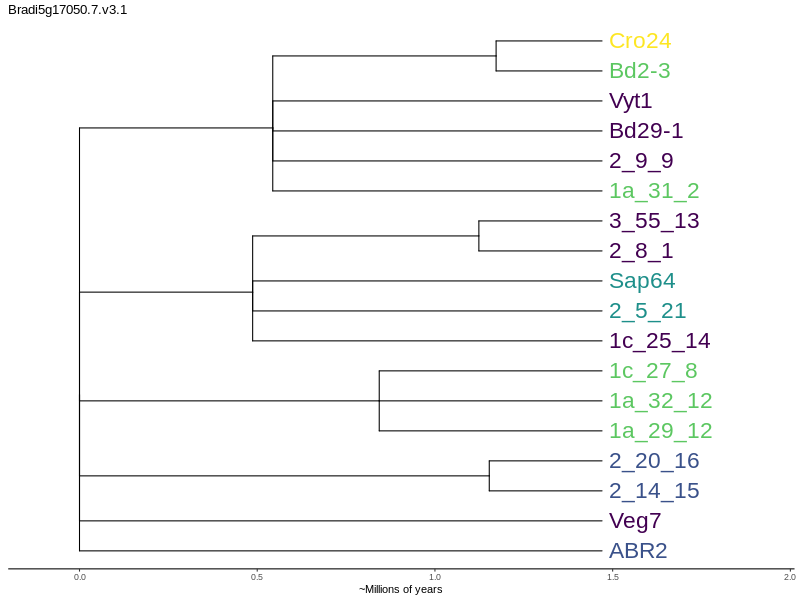 Bradi5g17050.7.v3.1
Cro24
Bd2-3
Vyt1
Bd29-1
2_9_9
1a_31_2
3_55_13
2_8_1
Sap64
2_5_21
1c_25_14
1c_27_8
1a_32_12
1a_29_12
2_20_16
2_14_15
Veg7
ABR2
0.0 0.5 1.0 1.5 2.0
~Millions of years